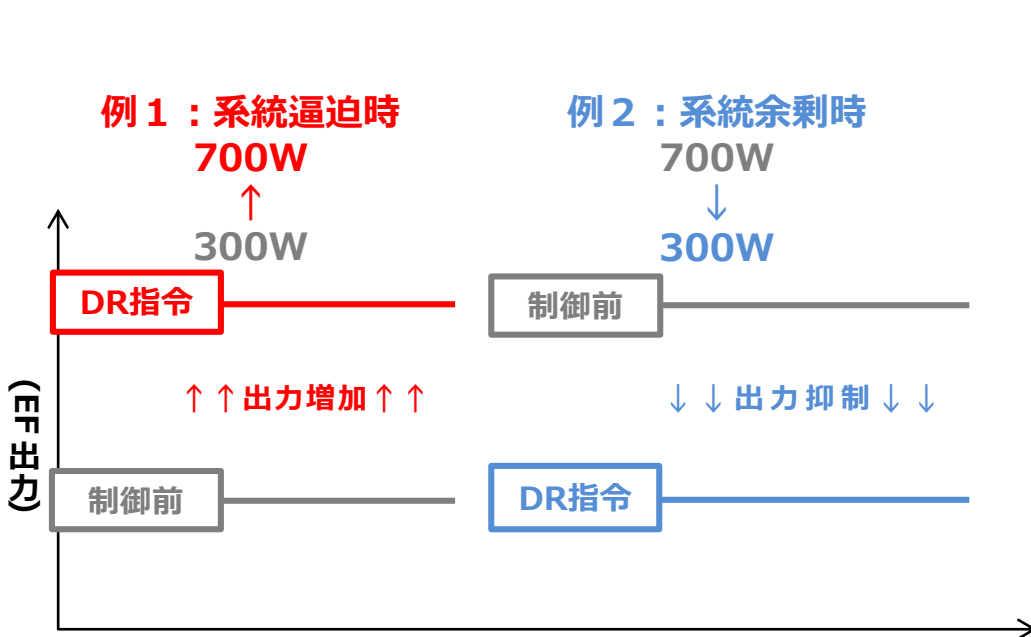 例１：系統逼迫時
700W
↑
300W
DR指令
↑↑出力増加↑↑
制御前
例２：系統余剰時
700W
↓
300W
制御前
↓↓出力抑制↓↓
DR指令
(EF出力)